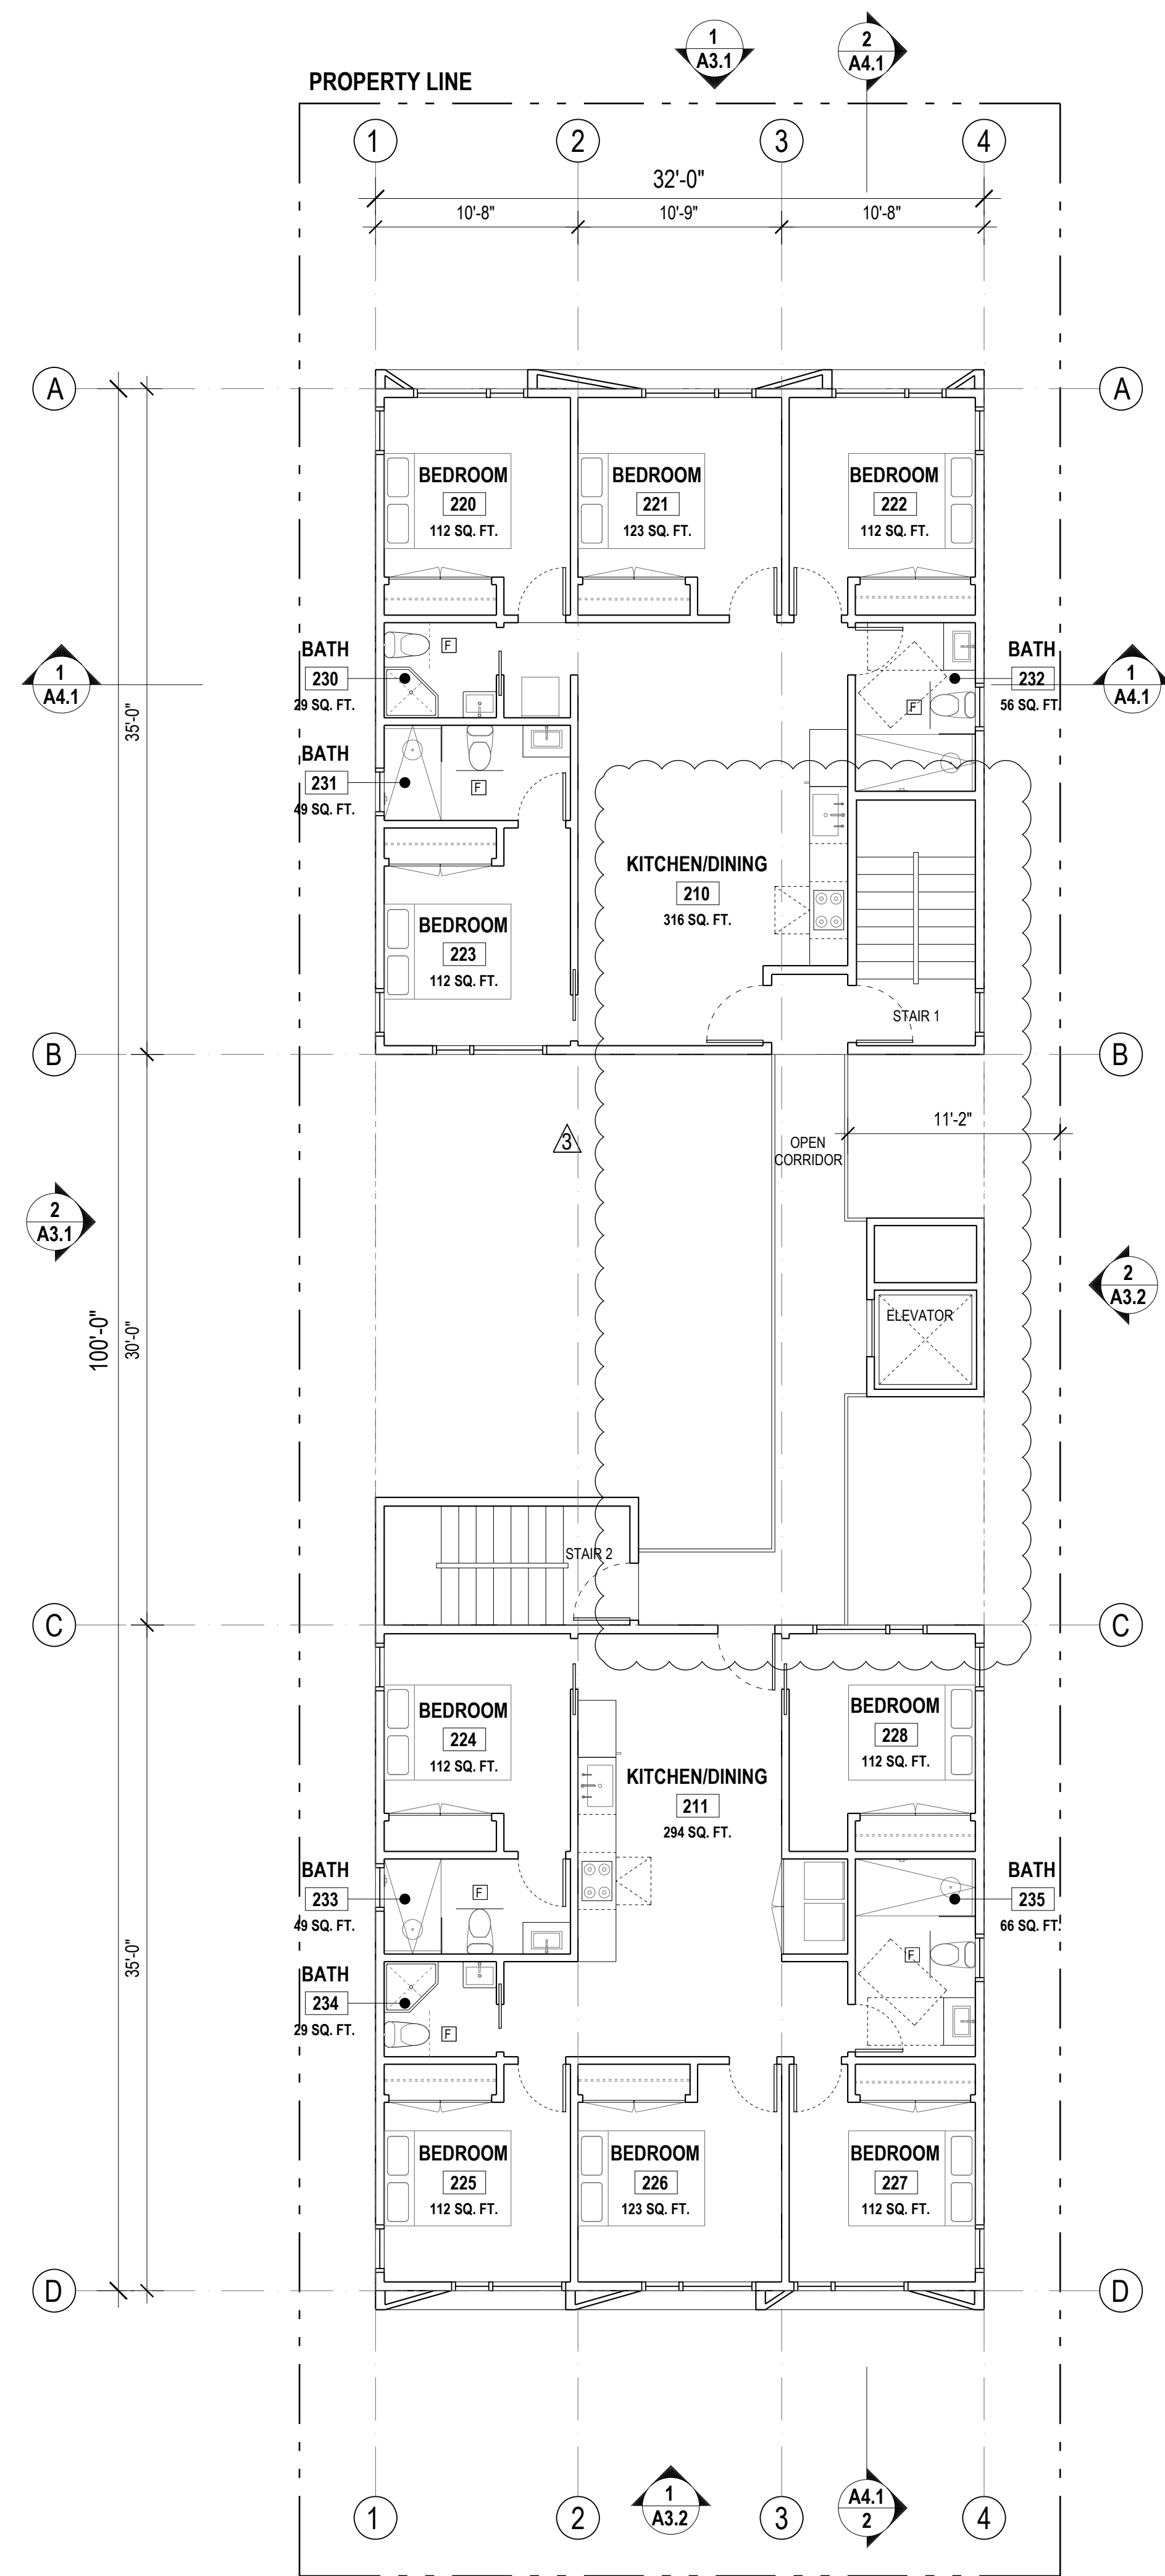 1
A3.1
2
A4.1
PROPERTY LINE
1
2
3
4
32'-0"
10'-8"
10'-9"
10'-8"
A
A
BEDROOM
220
112 SQ. FT.
BEDROOM
221
123 SQ. FT.
BEDROOM
222
112 SQ. FT.
F
BATH
230
29 SQ. FT.
BATH
232
56 SQ. FT.
F
1
A4.1
1
A4.1
35'-0"
BATH
231
49 SQ. FT.
F
KITCHEN/DINING
210
316 SQ. FT.
BEDROOM
223
112 SQ. FT.
STAIR 1
B
B
11'-2"
3
OPEN
CORRIDOR
2
A3.1
2
A3.2
ELEVATOR
100'-0"
30'-0"
STAIR 2
C
C
BEDROOM
224
112 SQ. FT.
BEDROOM
228
112 SQ. FT.
KITCHEN/DINING
211
294 SQ. FT.
BATH
233
49 SQ. FT.
F
BATH
235
66 SQ. FT.
F
35'-0"
BATH
234
29 SQ. FT.
F
BEDROOM
225
112 SQ. FT.
BEDROOM
226
123 SQ. FT.
BEDROOM
227
112 SQ. FT.
D
D
1
2
1
A3.2
3
A4.1
2
4